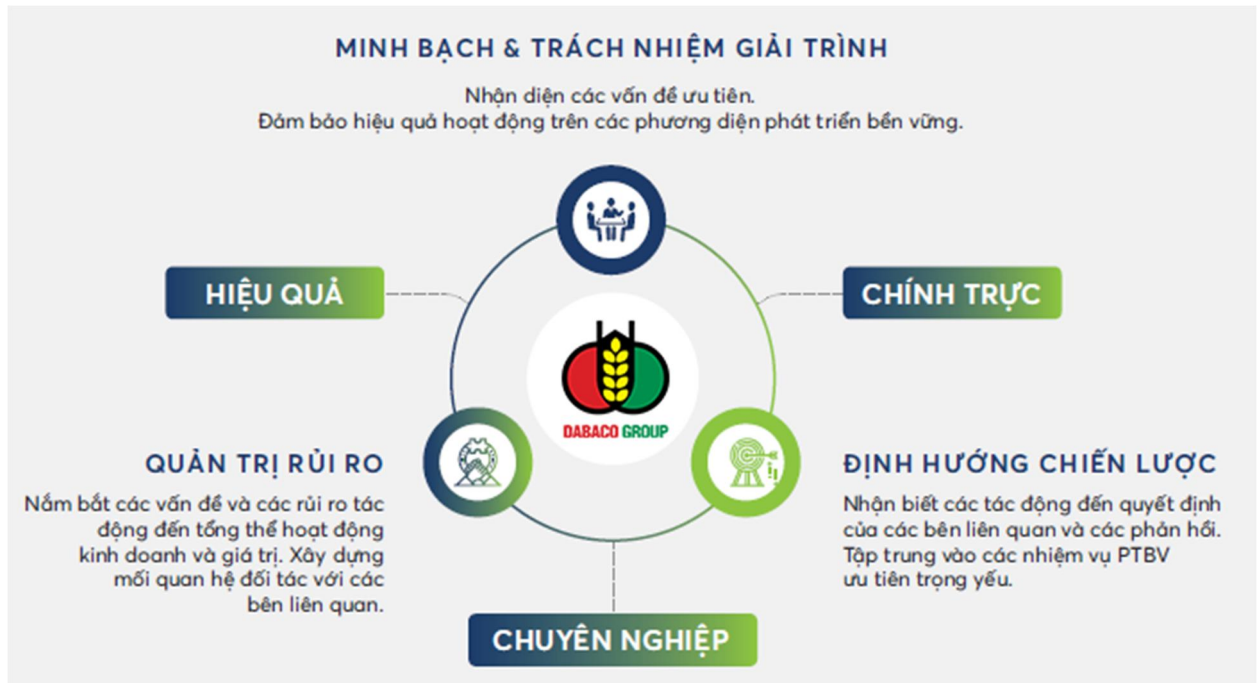 MINH BẠCH & TRÁCH NHIỆM GIẢI TRÌNH
Nhận diện các vấn đề ưu tiên.
Đảm bảo hiệu quả hoạt động trên các phương diện phát triển bền vững.
HIỆU QUẢ
CHÍNH TRỰC
DABACO GROUP
QUẢN TRỊ RỦI RO
Nắm bắt các vấn đề và các rủi ro tác
động đến tổng thể hoạt động
kinh doanh và giá trị. Xây dựng
mối quan hệ đối tác với các
bên liên quan.
ĐỊNH HƯỚNG CHIẾN LƯỢC
Nhận biết các tác động đến quyết định
của các bên liên quan và các phản hồi.
Tập trung vào các nhiệm vụ PTBV
ưu tiên trọng yếu.
CHUYÊN NGHIỆP